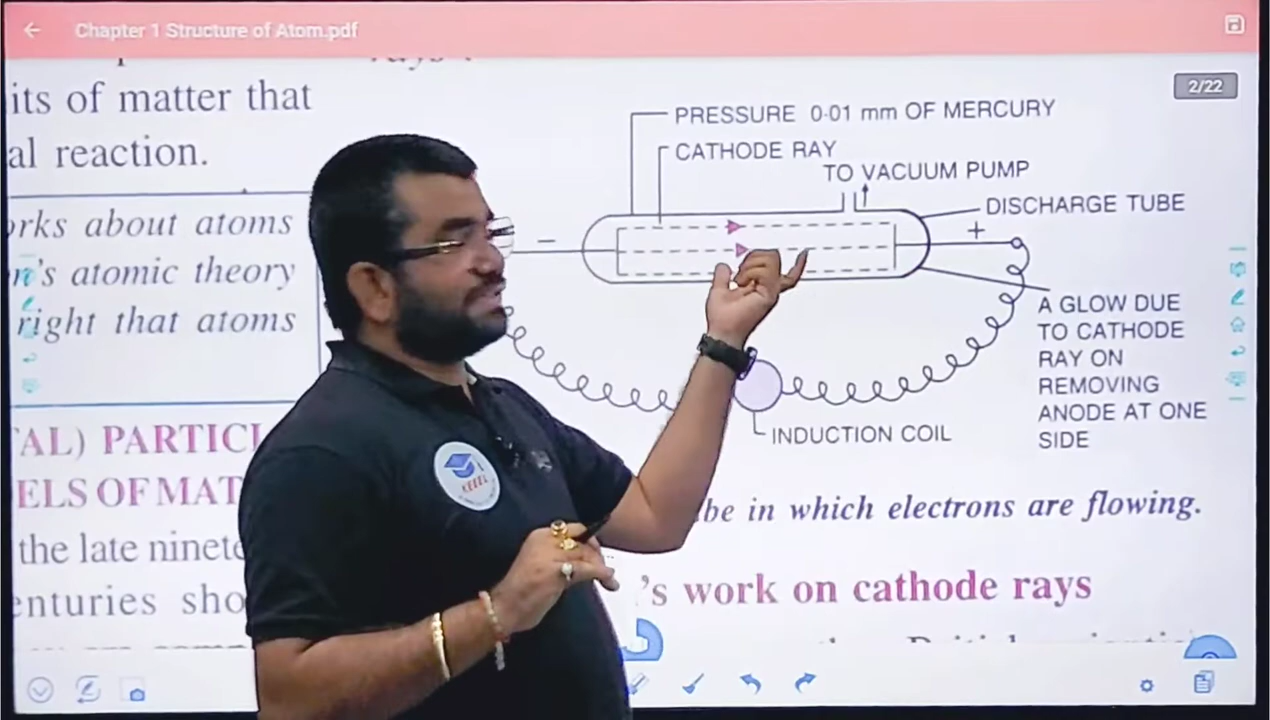 Chapter 1 Structure of Atom.pdf
2/22
its of matter that
al reaction.
orks about atoms
n's atomic theory
right that atoms
AL) PARTICL
ELS OF MAT
the late ninete
enturies sho
PRESSURE 0·01 mm OF MERCURY
CATHODE RAY
TO VACUUM PUMP
DISCHARGE TUBE
−
+
A GLOW DUE
TO CATHODE
RAY ON
REMOVING
ANODE AT ONE
SIDE
INDUCTION COIL
be in which electrons are flowing.
's work on cathode rays
KEEEL